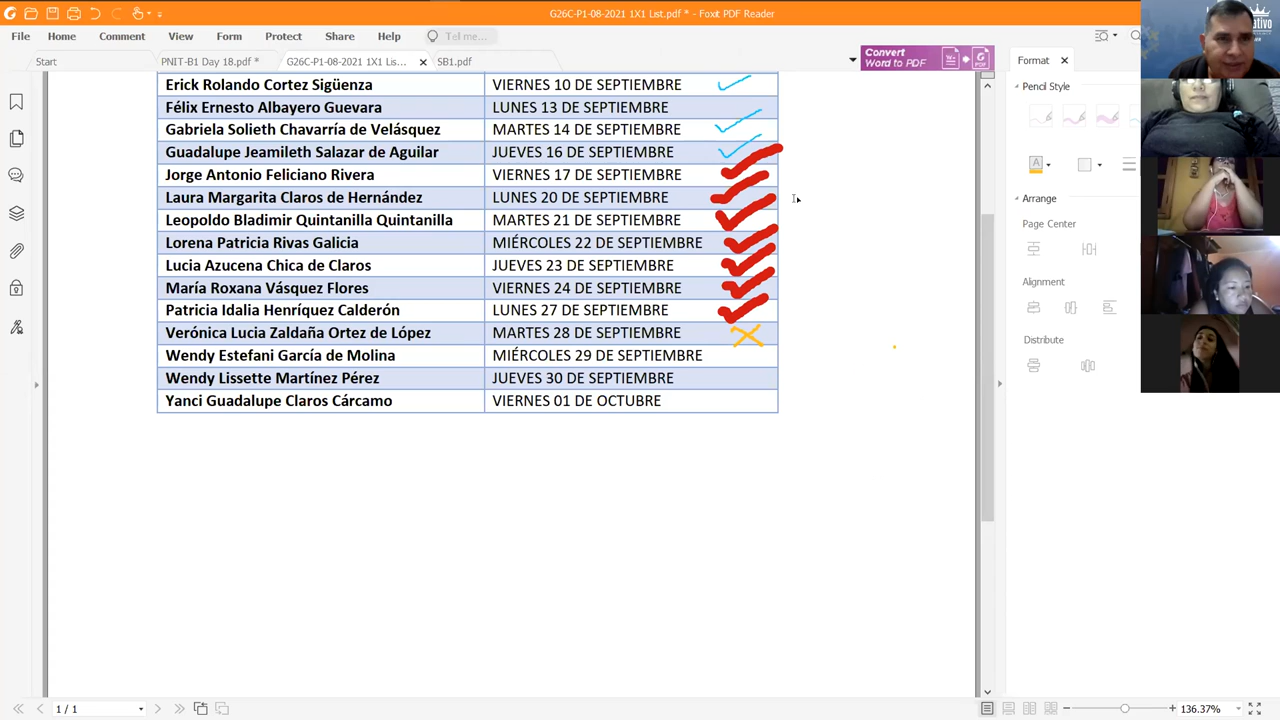 G26C-P1-08-2021 1X1 List.pdf * - Foxit PDF Reader
File Home Comment View Form Protect Share Help Tell me...
Start PNIT-B1 Day 18.pdf * G26C-P1-08-2021 1X1 Lis... SB1.pdf
Convert
Word to PDF
Format
Erick Rolando Cortez Sigüenza VIERNES 10 DE SEPTIEMBRE
Félix Ernesto Albayero Guevara LUNES 13 DE SEPTIEMBRE
Gabriela Solieth Chavarría de Velásquez MARTES 14 DE SEPTIEMBRE
Guadalupe Jeamileth Salazar de Aguilar JUEVES 16 DE SEPTIEMBRE
Jorge Antonio Feliciano Rivera VIERNES 17 DE SEPTIEMBRE
Laura Margarita Claros de Hernández LUNES 20 DE SEPTIEMBRE
Leopoldo Bladimir Quintanilla Quintanilla MARTES 21 DE SEPTIEMBRE
Lorena Patricia Rivas Galicia MIÉRCOLES 22 DE SEPTIEMBRE
Lucia Azucena Chica de Claros JUEVES 23 DE SEPTIEMBRE
María Roxana Vásquez Flores VIERNES 24 DE SEPTIEMBRE
Patricia Idalia Henríquez Calderón LUNES 27 DE SEPTIEMBRE
Verónica Lucia Zaldaña Ortez de López MARTES 28 DE SEPTIEMBRE
Wendy Estefani García de Molina MIÉRCOLES 29 DE SEPTIEMBRE
Wendy Lissette Martínez Pérez JUEVES 30 DE SEPTIEMBRE
Yanci Guadalupe Claros Cárcamo VIERNES 01 DE OCTUBRE
Pencil Style
Arrange
Page Center
Alignment
Distribute
1 / 1
136.37%